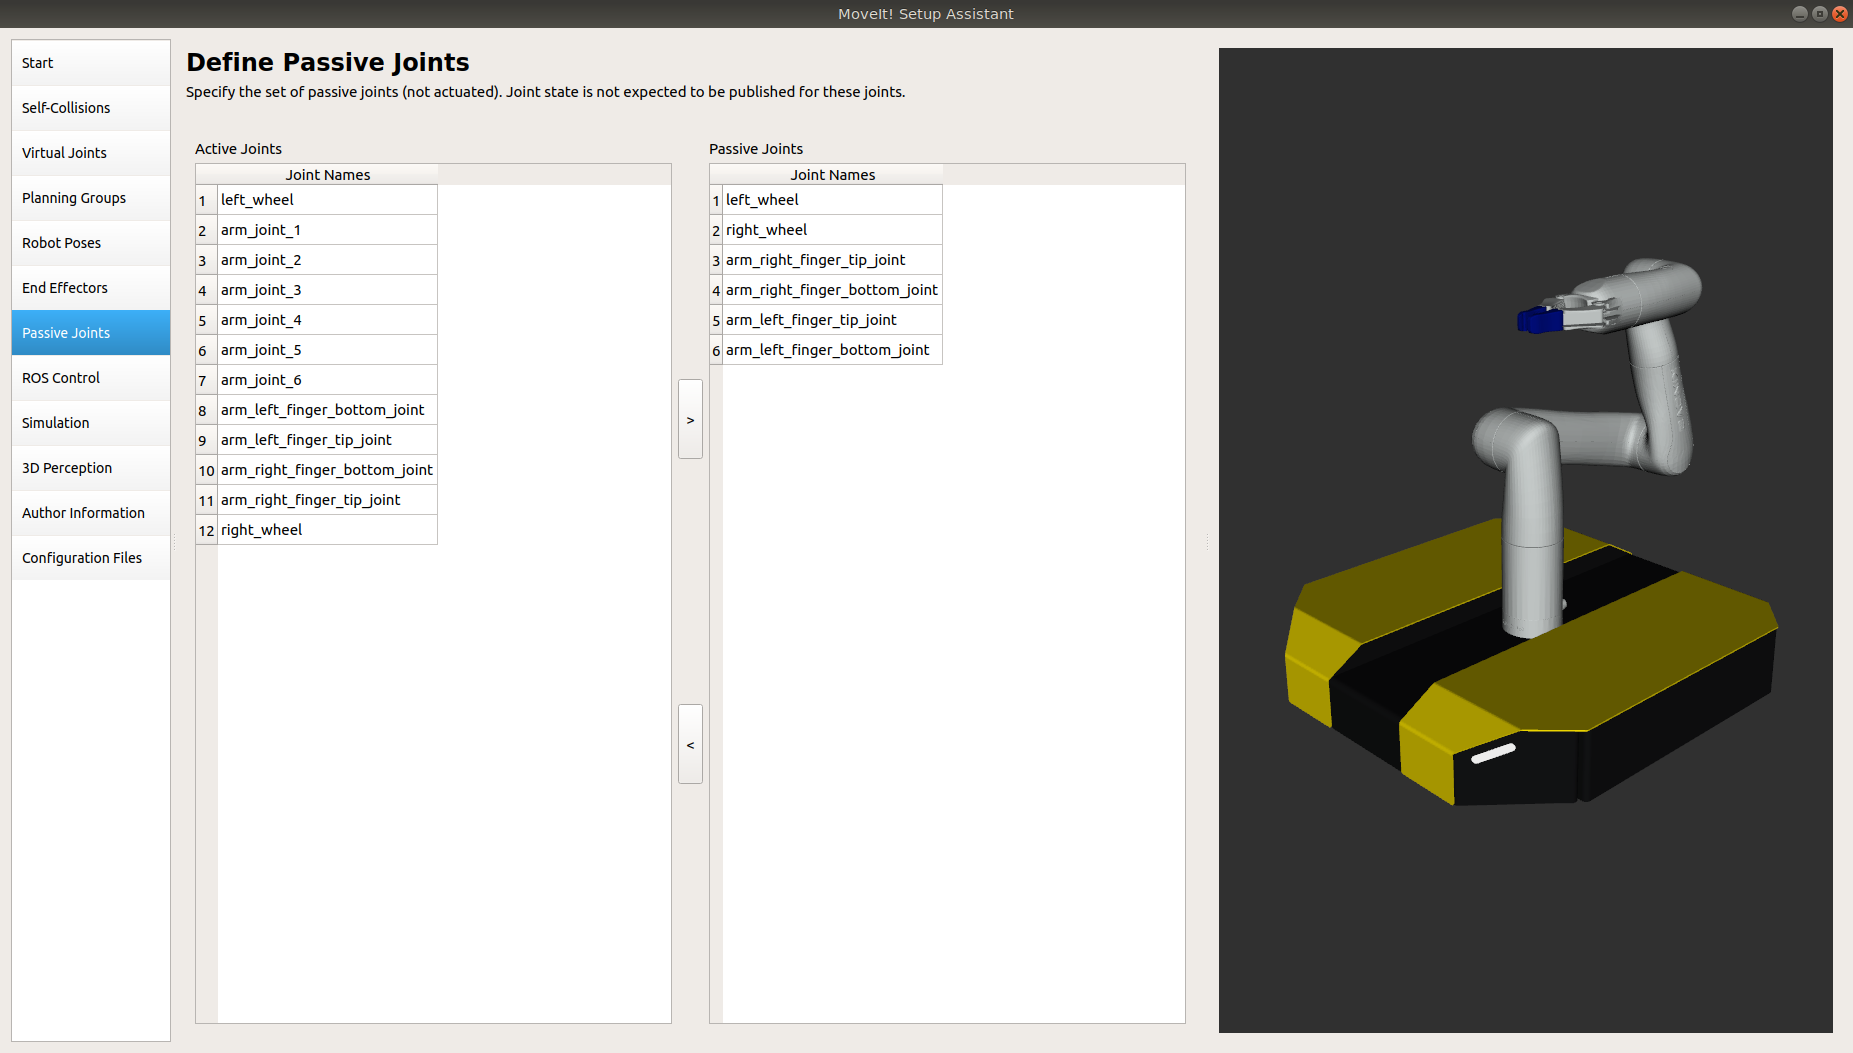 MoveIt! Setup Assistant
Start
Self-Collisions
Virtual Joints
Planning Groups
Robot Poses
End Effectors
Passive Joints
ROS Control
Simulation
3D Perception
Author Information
Configuration Files
Define Passive Joints
Specify the set of passive joints (not actuated). Joint state is not expected to be published for these joints.
Active Joints
Joint Names
1 left_wheel
2 arm_joint_1
3 arm_joint_2
4 arm_joint_3
5 arm_joint_4
6 arm_joint_5
7 arm_joint_6
8 arm_left_finger_bottom_joint
9 arm_left_finger_tip_joint
10 arm_right_finger_bottom_joint
11 arm_right_finger_tip_joint
12 right_wheel
>
<
Passive Joints
Joint Names
1 left_wheel
2 right_wheel
3 arm_right_finger_tip_joint
4 arm_right_finger_bottom_joint
5 arm_left_finger_tip_joint
6 arm_left_finger_bottom_joint